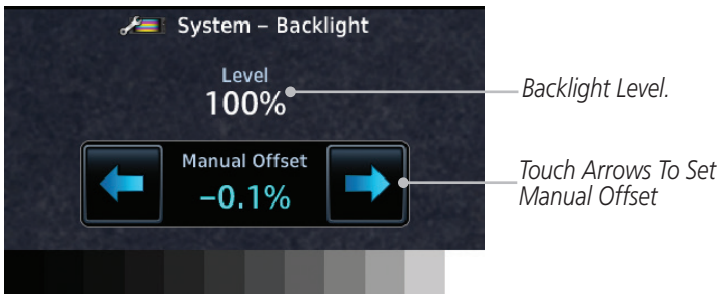 System – Backlight
Level
100%
Backlight Level.
Manual Offset
–0.1%
Touch Arrows To Set
Manual Offset